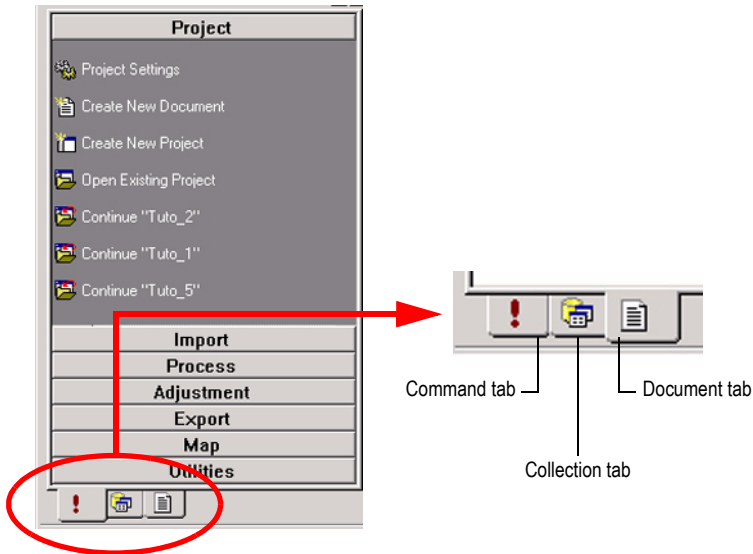 Project
Project Settings
Create New Document
Create New Project
Open Existing Project
Continue "Tuto_2"
Continue "Tuto_1"
Continue "Tuto_5"
Import
Process
Adjustment
Export
Map
Utilities
Command tab
Document tab
Collection tab